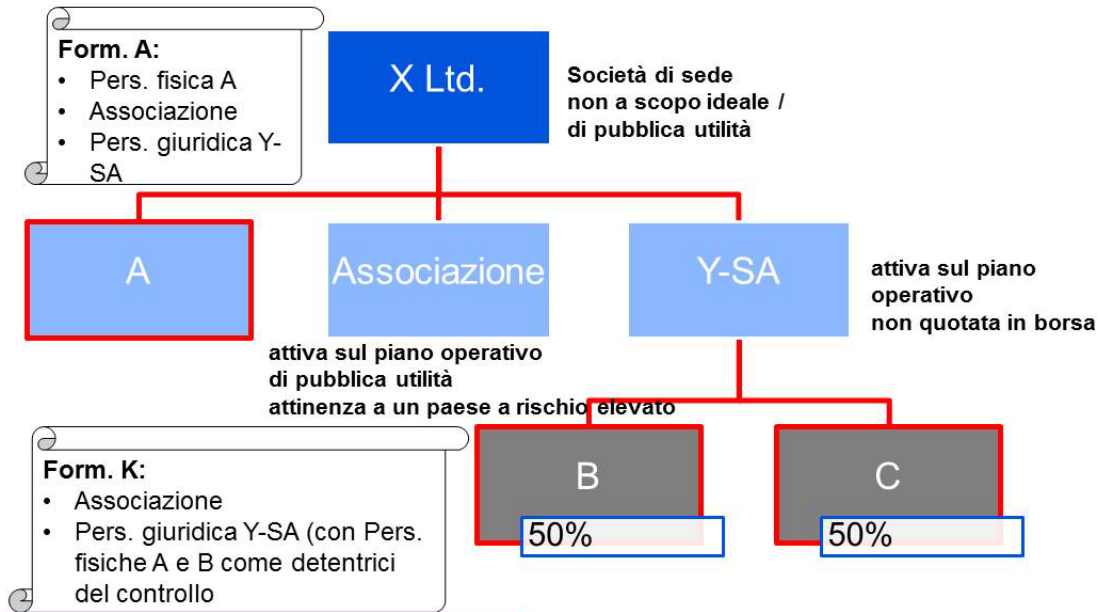 Form. A:
• Pers. fisica A
• Associazione
• Pers. giuridica Y-
SA
X Ltd.
Società di sede
non a scopo ideale /
di pubblica utilità
A
Associazione
Y-SA
attiva sul piano
operativo
non quotata in borsa
attiva sul piano operativo
di pubblica utilità
attinenza a un paese a rischio elevato
Form. K:
• Associazione
• Pers. giuridica Y-SA (con Pers.
fisiche A e B come detentrici
del controllo
B
50%
C
50%